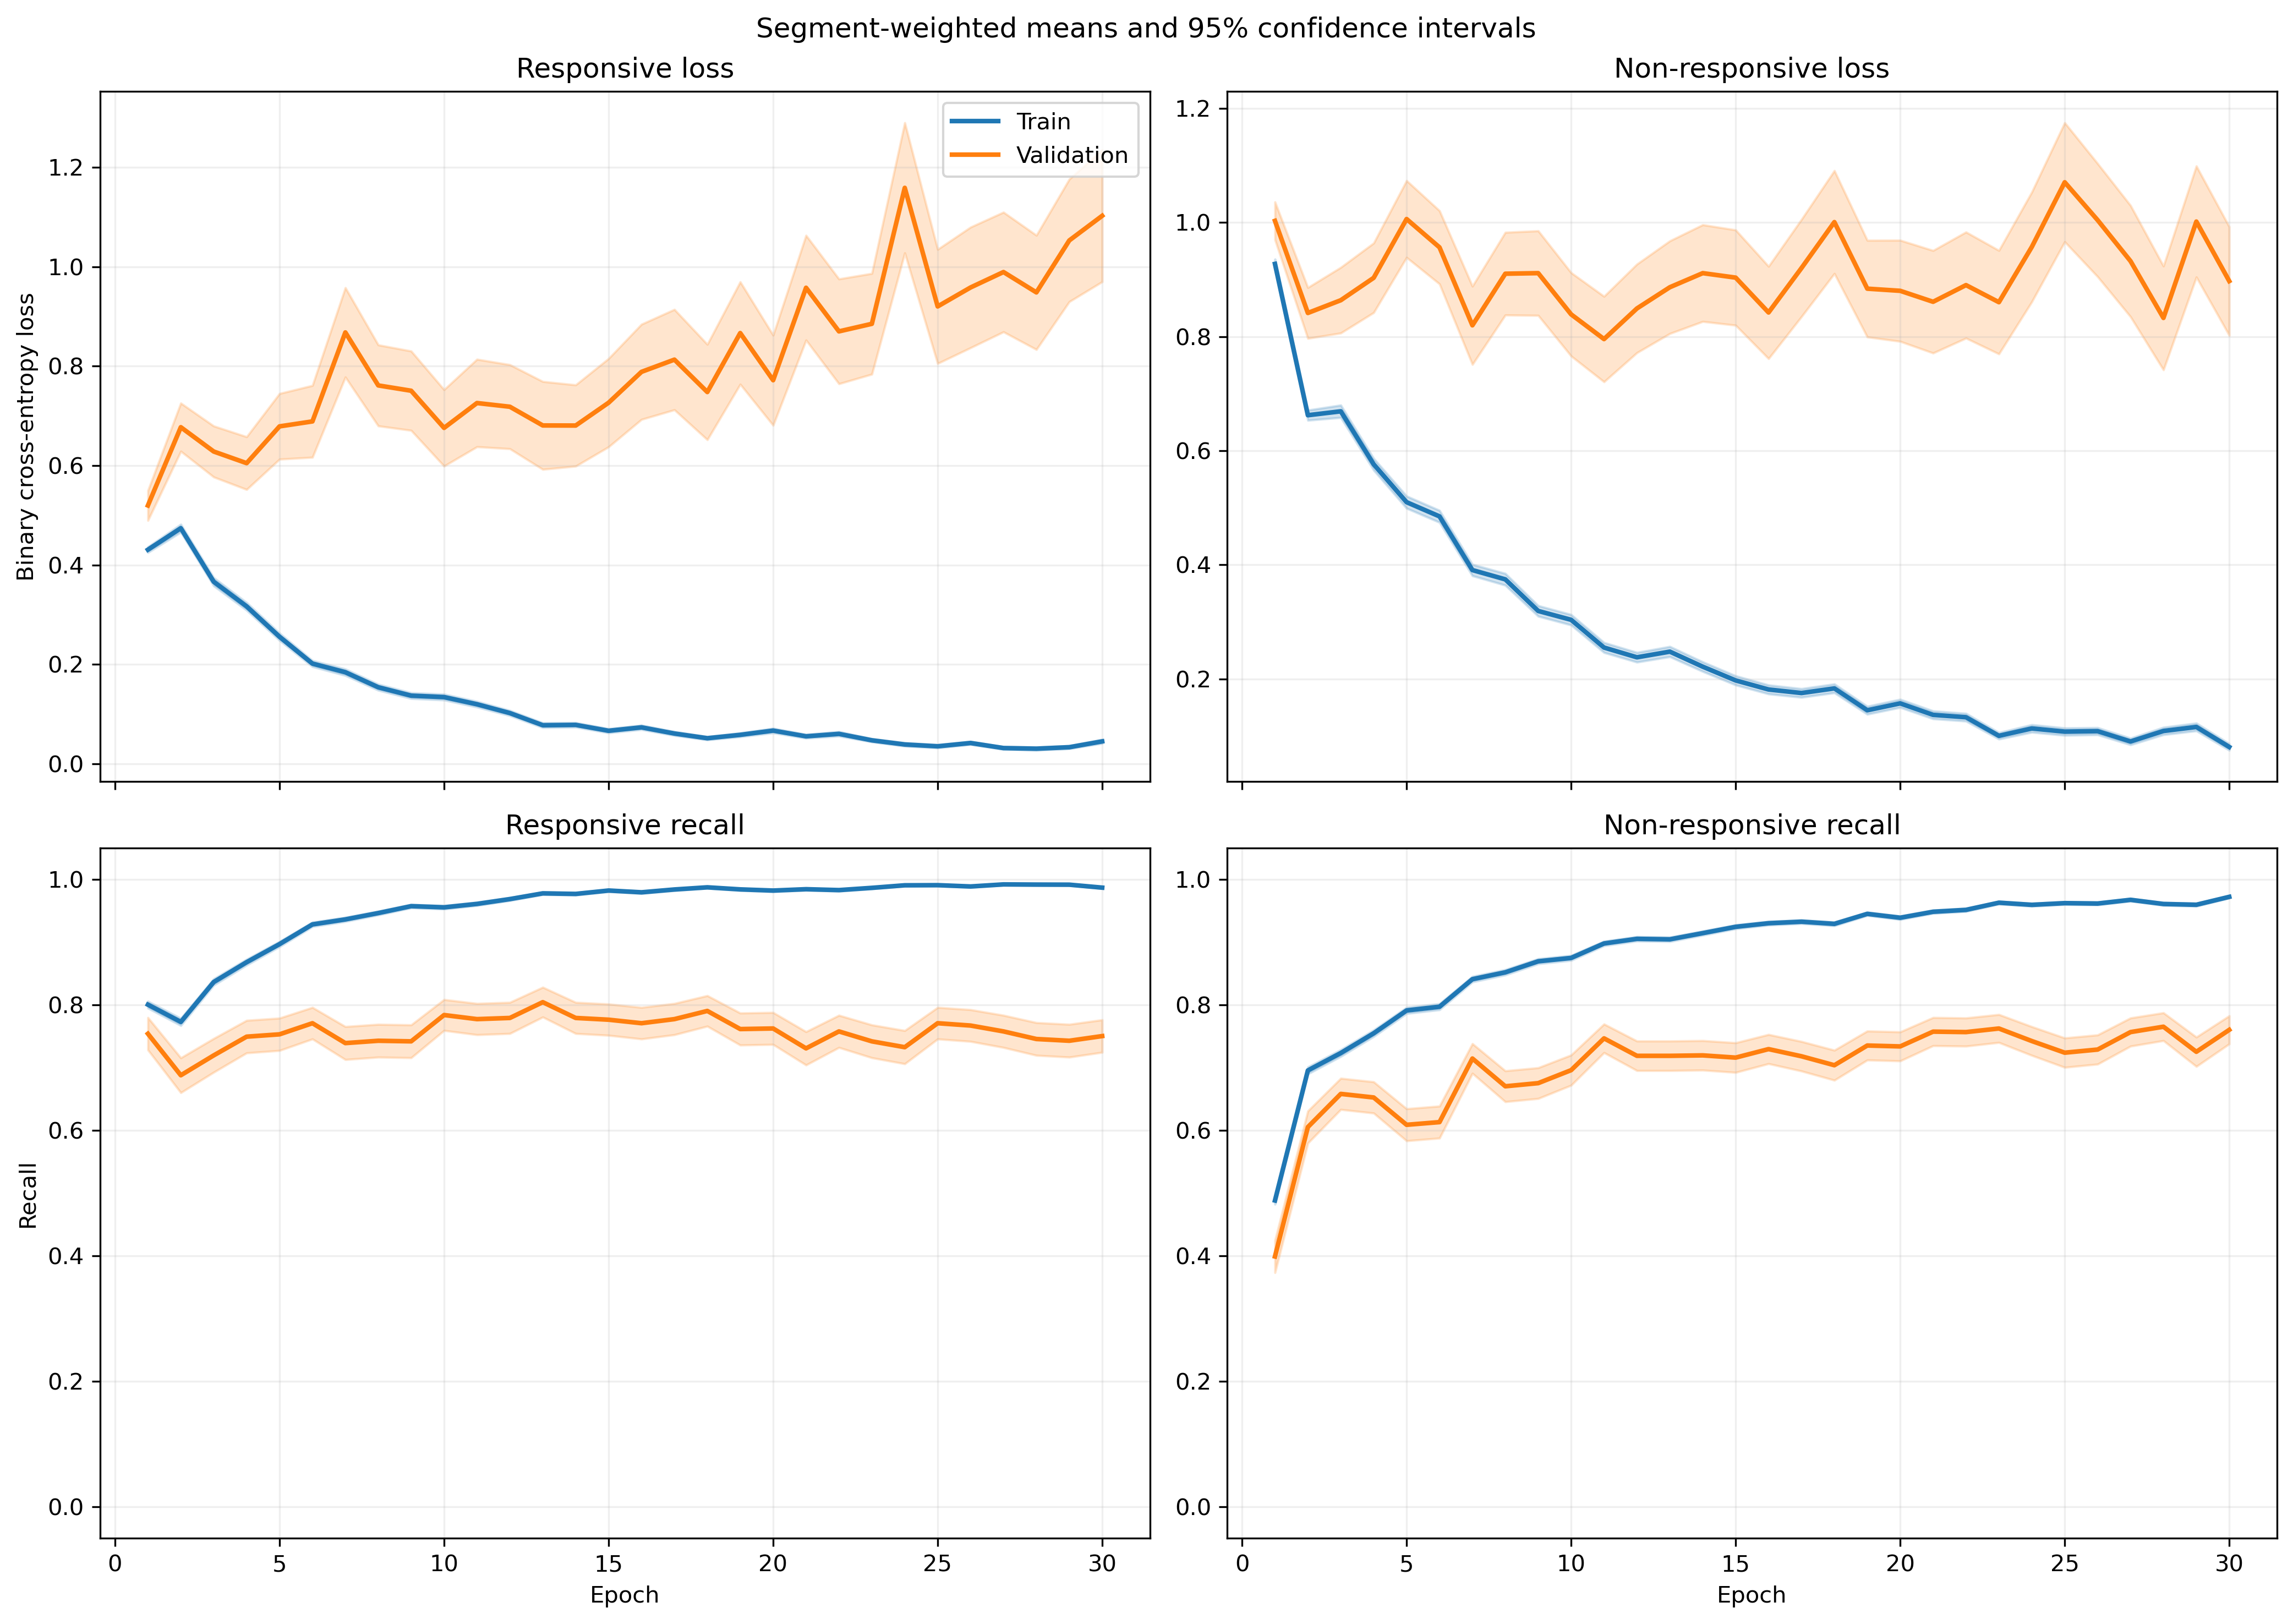 Segment-weighted means and 95% confidence intervals
Responsive loss
Non-responsive loss
Train
Validation
Binary cross-entropy loss
1.2
1.0
0.8
0.6
0.4
0.2
0.0
1.2
1.0
0.8
0.6
0.4
0.2
Responsive recall
Non-responsive recall
Recall
1.0
0.8
0.6
0.4
0.2
0.0
0 5 10 15 20 25 30
Epoch
1.0
0.8
0.6
0.4
0.2
0.0
0 5 10 15 20 25 30
Epoch